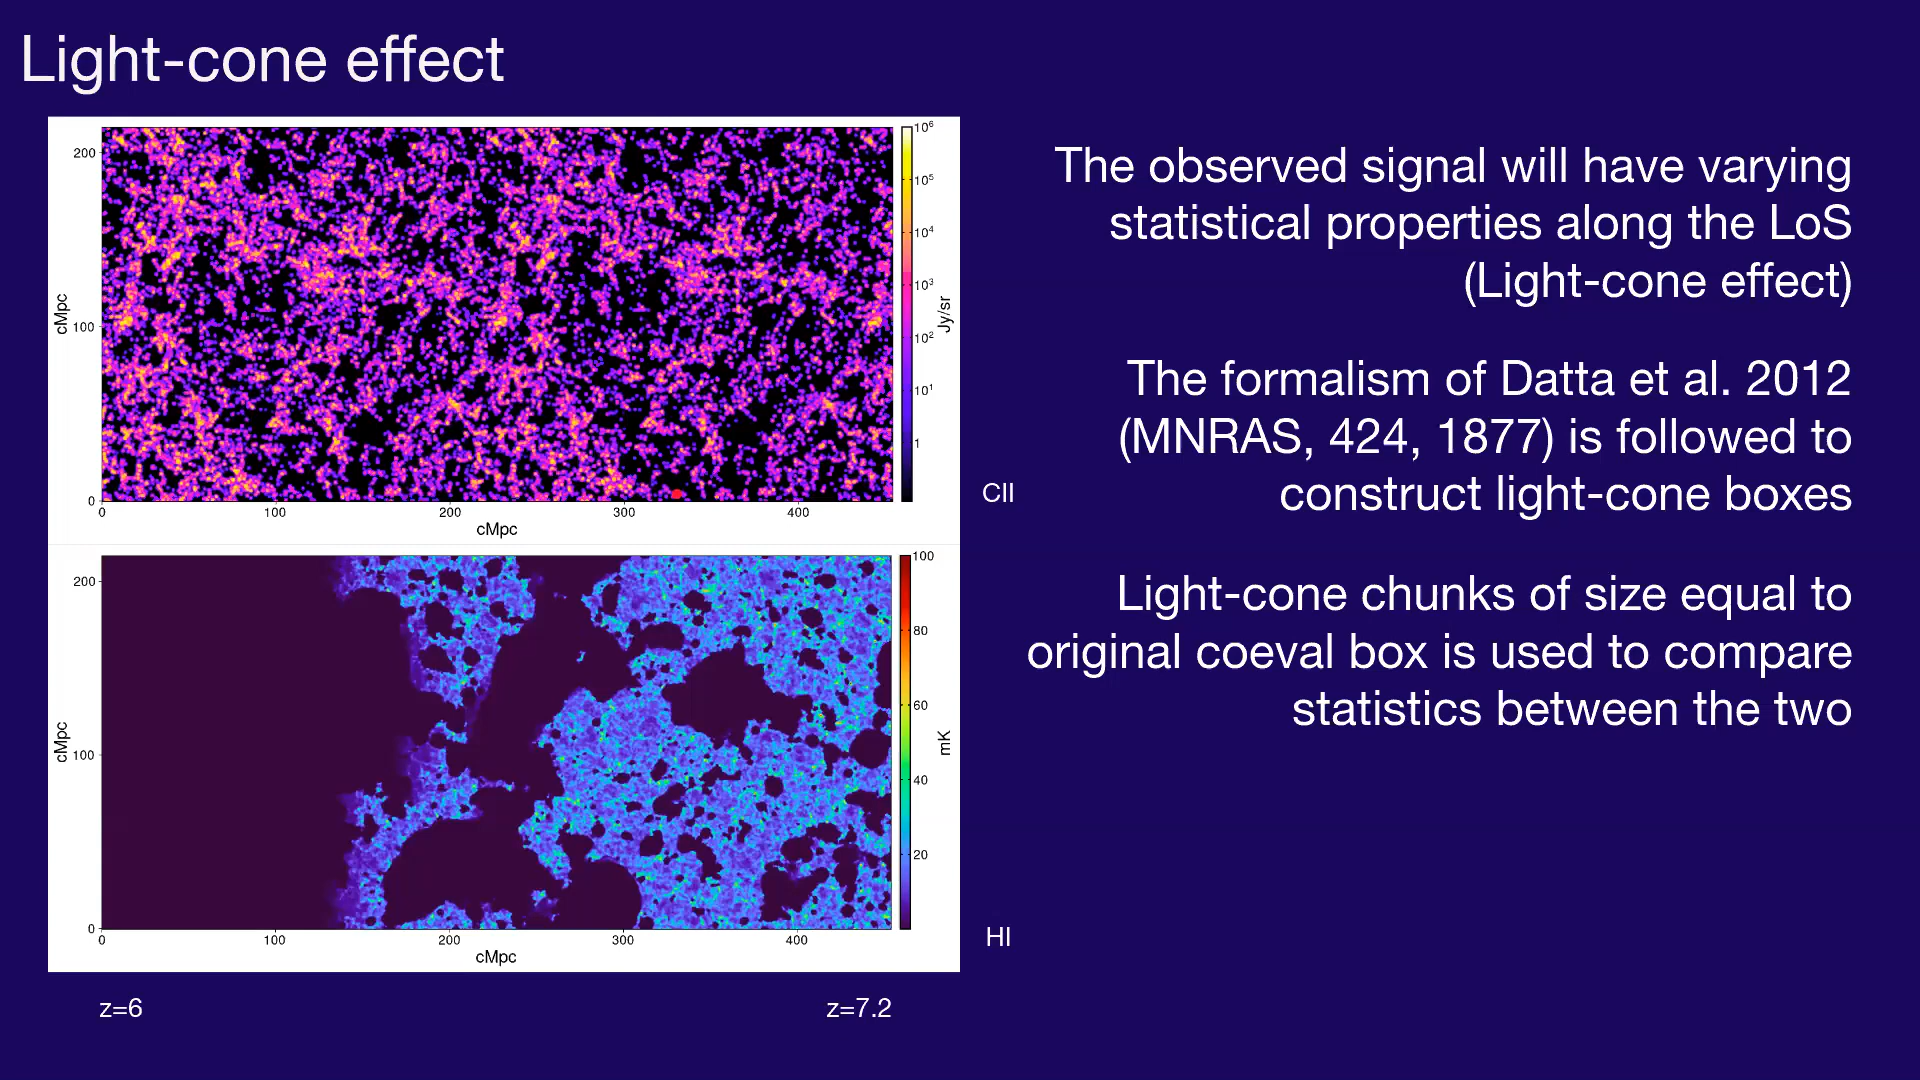 Light-cone effect
200
100
0
cMpc
0
100
200
300
400
cMpc
10⁶
10⁵
10⁴
10³
10²
10¹
1
Jy/sr
CII
200
100
0
cMpc
0
100
200
300
400
cMpc
100
80
60
40
20
mK
HI
z=6
z=7.2
The observed signal will have varying
statistical properties along the LoS
(Light-cone effect)
The formalism of Datta et al. 2012
(MNRAS, 424, 1877) is followed to
construct light-cone boxes
Light-cone chunks of size equal to
original coeval box is used to compare
statistics between the two